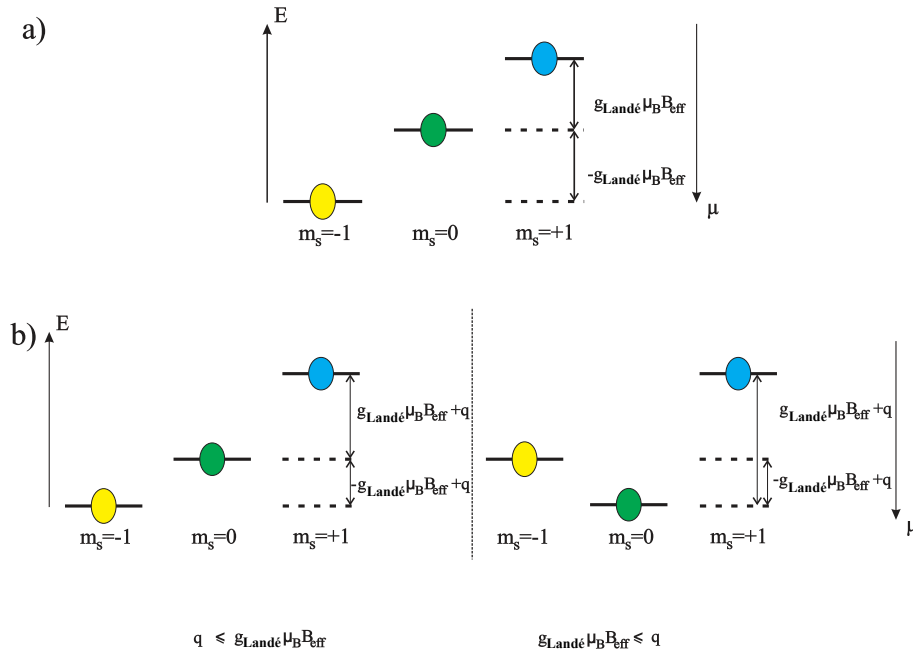 a)
E
g_Landé μ_B B_eff
-g_Landé μ_B B_eff
μ
m_s=-1
m_s=0
m_s=+1
b)
E
g_Landé μ_B B_eff +q
-g_Landé μ_B B_eff +q
m_s=-1
m_s=0
m_s=+1
g_Landé μ_B B_eff +q
-g_Landé μ_B B_eff +q
m_s=-1
m_s=0
m_s=+1
μ
q ⩽ g_Landé μ_B B_eff
g_Landé μ_B B_eff ⩽ q